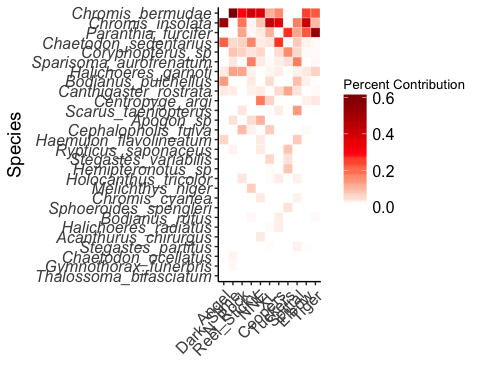 Species
Chromis_bermudae
Chromis_insolata
Paranthias_furcifer
Chaetodon_sedentarius
Coryphopterus_sp
Sparisoma_aurofrenatum
Halichoeres_garnoti
Bodianus_pulchellus
Canthigaster_rostrata
Centropyge_argi
Scarus_taeniopterus
Apogon_sp
Cephalopholis_fulva
Haemulon_flavolineatum
Rypticus_saponaceus
Stegastes_variabilis
Hemipteronotus_sp
Holocanthus_tricolor
Melichthys_niger
Chromis_cyanea
Sphoeroides_spengleri
Bodianus_rufus
Halichoeres_radiatus
Acanthurus_chirurgus
Stegastes_partitus
Chaetodon_ocellatus
Gymnothorax_funerbris
Thalossoma_bifasciatum
Tiger
Percent Contribution
0.6
0.4
0.2
0.0